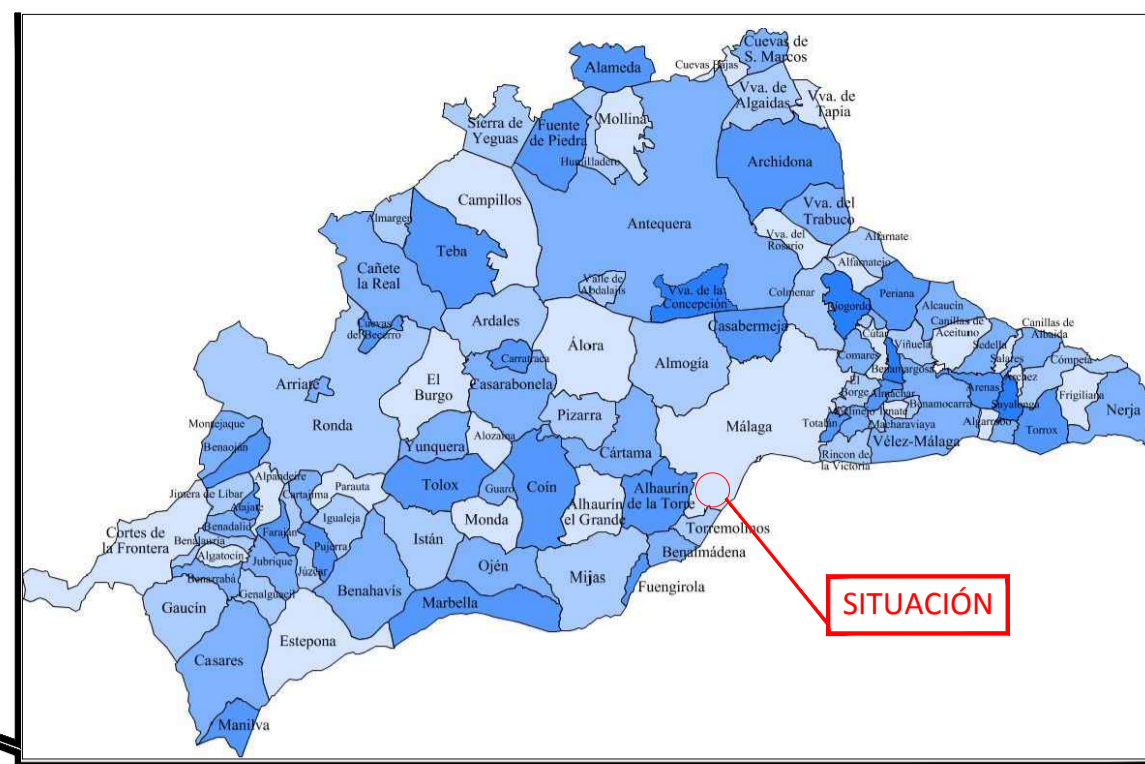 Cuevas de
S. Marcos
Cuevas Bajas
Alameda
Vva. de
Algaidas
Vva. de
Tapia
Sierra de
Yeguas
Fuente
de Piedra
Mollina
Humilladero
Archidona
Campillos
Almargen
Teba
Antequera
Vva. del
Trabuco
Vva. del
Rosario
Alfarnate
Alfarnatejo
Cañete
la Real
Valle de
Abdalajís
Vva. de la
Concepción
Colmenar
Riogordo
Periana
Alcaucín
Cuevas
del Becerro
Ardales
Carratraca
Álora
Almogía
Casabermeja
Cútar
Viñuela
Canillas de
Aceituno
Canillas de
Albaida
Sedella
Salares
Cómpeta
Comares
Benamargosa
Arriate
Ronda
El
Burgo
Casarabonela
Pizarra
Málaga
El
Borge
Almáchar
Arenas
Árchez
Frigiliana
Nerja
Moclinejo
Iznate
Benamocarra
Sayalonga
Totalán
Macharaviaya
Algarrobo
Torrox
Vélez-Málaga
Rincon de
la Victoria
Montejaque
Benaoján
Yunquera
Alozaina
Cártama
Tolox
Guaro
Coín
Alhaurín
el Grande
Alhaurín
de la Torre
Monda
Torremolinos
Benalmádena
Jimera de Líbar
Alpandeire
Cartajima
Parauta
Igualeja
Atajate
Benadalid
Faraján
Pujerra
Cortes de
la Frontera
Benalauría
Algatocín
Jubrique
Júzcar
Benarrabá
Genalguacil
Istán
Ojén
Mijas
Fuengirola
Gaucín
Benahavís
Marbella
Estepona
Casares
Manilva
SITUACIÓN